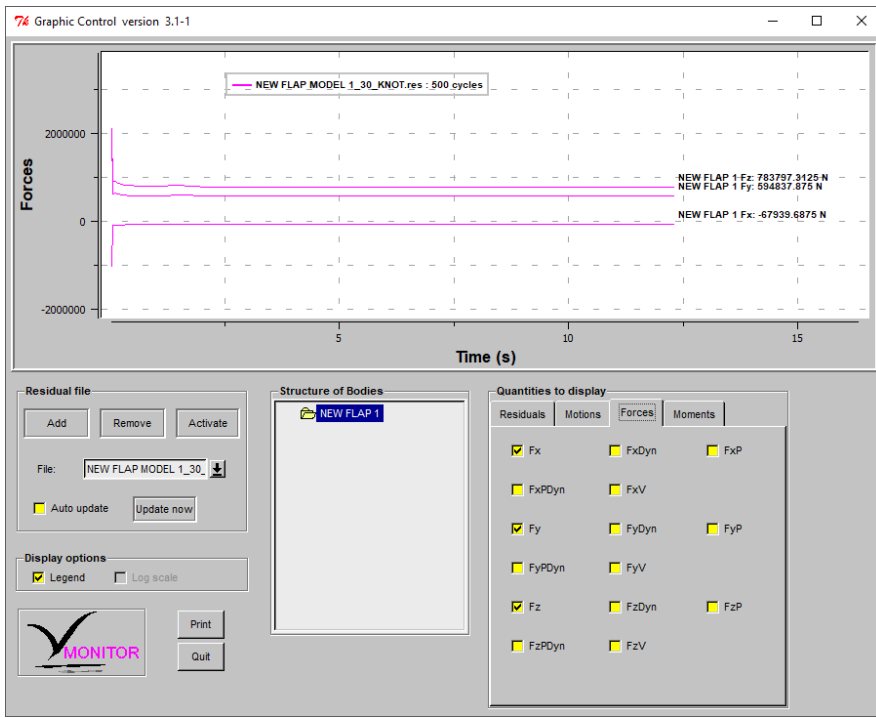 Graphic Control version 3.1-1
NEW FLAP MODEL 1_30_KNOT.res : 500 cycles
Forces
2000000
0
-2000000
NEW FLAP 1 Fz: 783797.3125 N
NEW FLAP 1 Fy: 594837.875 N
NEW FLAP 1 Fx: -67939.6875 N
5 10 15
Time (s)
Residual file
Add Remove Activate
File: NEW FLAP MODEL 1_30_
Auto update Update now
Display options
Legend Log scale
MONITOR
Print
Quit
Structure of Bodies
NEW FLAP 1
Quantities to display
Residuals Motions Forces Moments
Fx FxDyn FxP
FxPDyn FxV
Fy FyDyn FyP
FyPDyn FyV
Fz FzDyn FzP
FzPDyn FzV